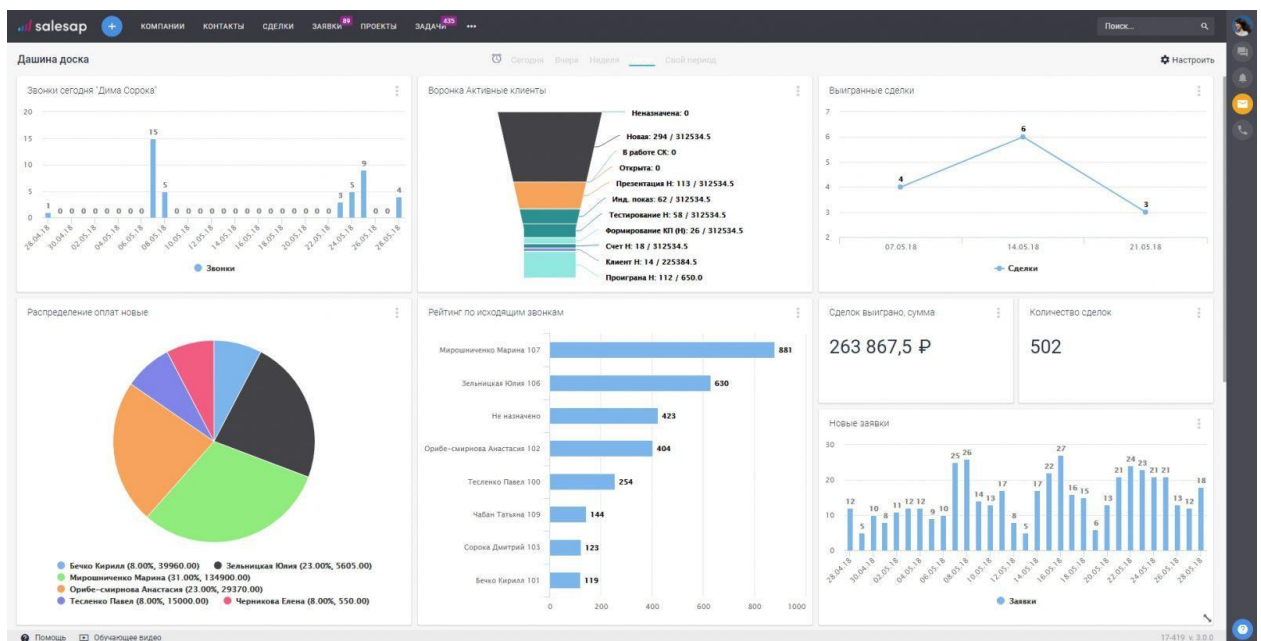 salesap + КОМПАНИИ КОНТАКТЫ СДЕЛКИ ЗАЯВКИ 89 ПРОЕКТЫ ЗАДАЧИ 435 ••• Поиск...
Дашина доска Сегодня Вчера Неделя Свой период Настроить
Звонки сегодня "Дима Сорока"
20
15
10
5
0
1 0 0 0 0 0 0 0 0 15 5 0 0 0 0 0 0 0 0 0 0 0 0 0 0 3 5 9 0 0 4
28.04.18 30.04.18 02.05.18 04.05.18 06.05.18 08.05.18 10.05.18 12.05.18 14.05.18 16.05.18 18.05.18 20.05.18 22.05.18 24.05.18 26.05.18 28.05.18
Звонки
Воронка Активные клиенты
Неназначена: 0
Новая: 294 / 312534.5
В работе СК: 0
Открыта: 0
Презентация Н: 113 / 312534.5
Инд. показ: 62 / 312534.5
Тестирование Н: 58 / 312534.5
Формирование КП (Н): 26 / 312534.5
Счет Н: 18 / 312534.5
Клиент Н: 14 / 225384.5
Проиграна Н: 112 / 650.0
Выигранные сделки
7
6
5
4
3
2
4 6 3
07.05.18 14.05.18 21.05.18
Сделки
Распределение оплат новые
Бечко Кирилл (8.00%, 39960.00) Зельницкая Юлия (23.00%, 5605.00)
Мирошниченко Марина (31.00%, 134900.00)
Орибе-смирнова Анастасия (23.00%, 29370.00)
Тесленко Павел (8.00%, 15000.00) Черникова Елена (8.00%, 550.00)
Рейтинг по исходящим звонкам
Мирошниченко Марина 107 881
Зельницкая Юлия 106 630
Не назначено 423
Орибе-смирнова Анастасия 102 404
Тесленко Павел 100 254
Чабан Татьяна 109 144
Сорока Дмитрий 103 123
Бечко Кирилл 101 119
0 200 400 600 800 1000
Сделок выиграно, сумма
263 867,5 ₽
Количество сделок
502
Новые заявки
30
20
10
0
12 5 10 8 11 12 12 9 10 25 26 14 13 17 8 5 17 22 27 16 15 6 13 21 24 23 21 21 13 12 18
28.04.18 30.04.18 02.05.18 04.05.18 06.05.18 08.05.18 10.05.18 12.05.18 14.05.18 16.05.18 18.05.18 20.05.18 22.05.18 24.05.18 26.05.18 28.05.18
Заявки
Помощь Обучающее видео 17-419 v. 3.0.0